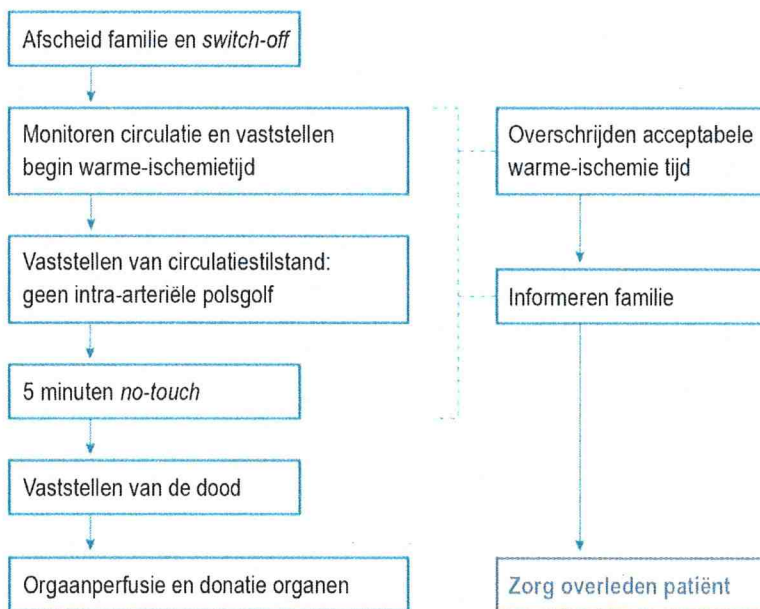 Afscheid familie en switch-off
Monitoren circulatie en vaststellen
begin warme-ischemietijd
Vaststellen van circulatiestilstand:
geen intra-arteriële polsgolf
5 minuten no-touch
Vaststellen van de dood
Orgaanperfusie en donatie organen
Overschrijden acceptabele
warme-ischemie tijd
Informeren familie
Zorg overleden patiënt